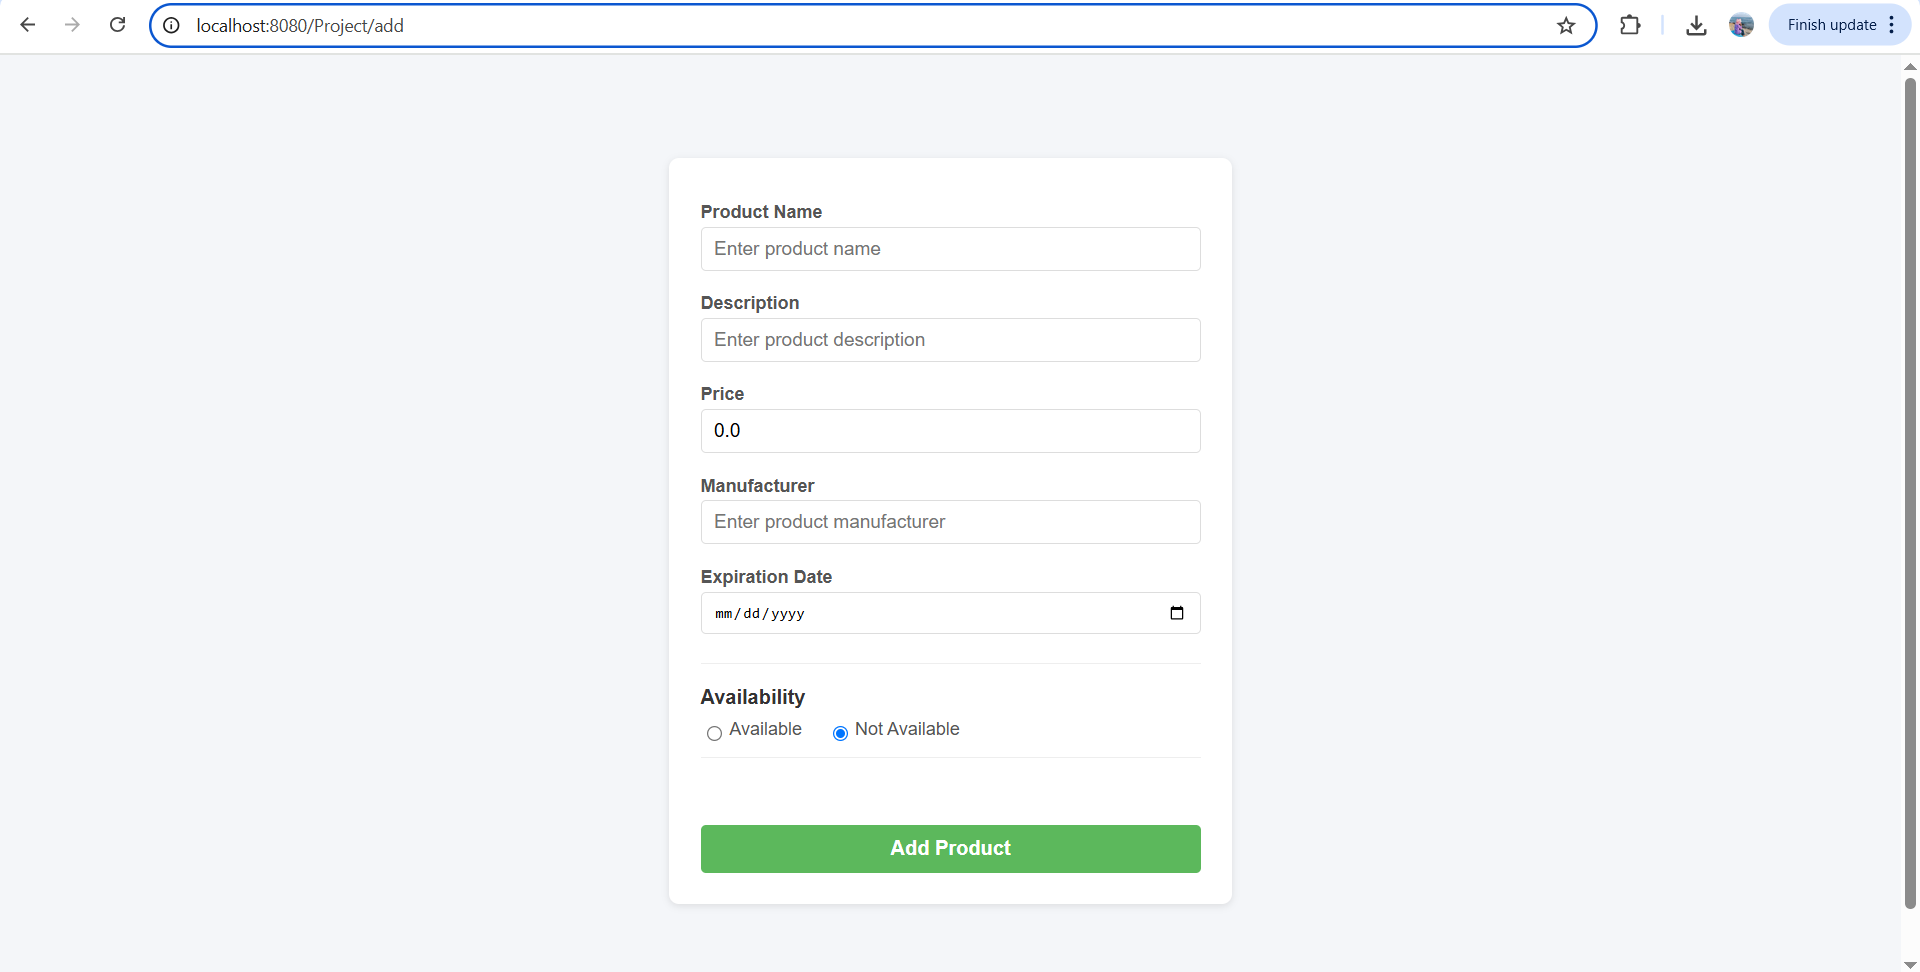 localhost:8080/Project/add
Finish update
Product Name
Enter product name
Description
Enter product description
Price
0.0
Manufacturer
Enter product manufacturer
Expiration Date
mm/dd/yyyy
Availability
Available Not Available
Add Product